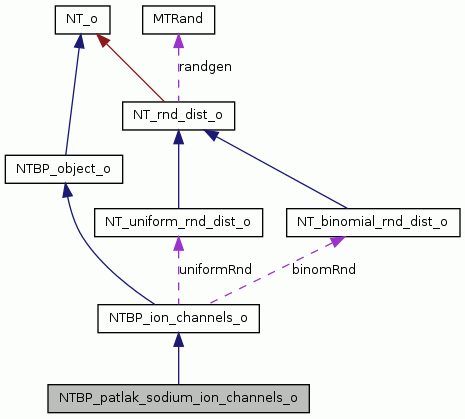 NT_o
MTRand
randgen
NT_rnd_dist_o
NTBP_object_o
NT_uniform_rnd_dist_o
NT_binomial_rnd_dist_o
uniformRnd
binomRnd
NTBP_ion_channels_o
NTBP_patlak_sodium_ion_channels_o